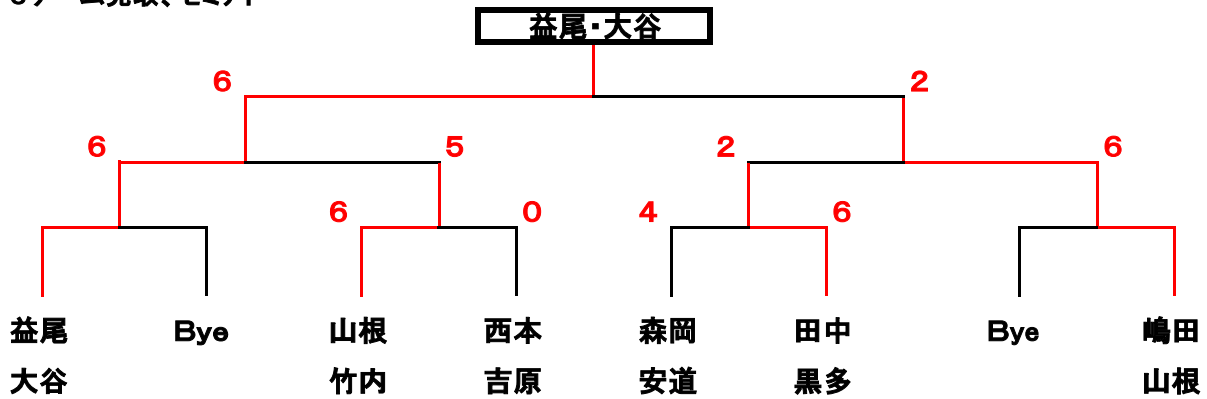 益尾・大谷
6 2
6 5 2 6
6 0 4 6
益尾 Bye 山根 西本 森岡 田中 Bye 嶋田
大谷 竹内 吉原 安道 黒多 山根